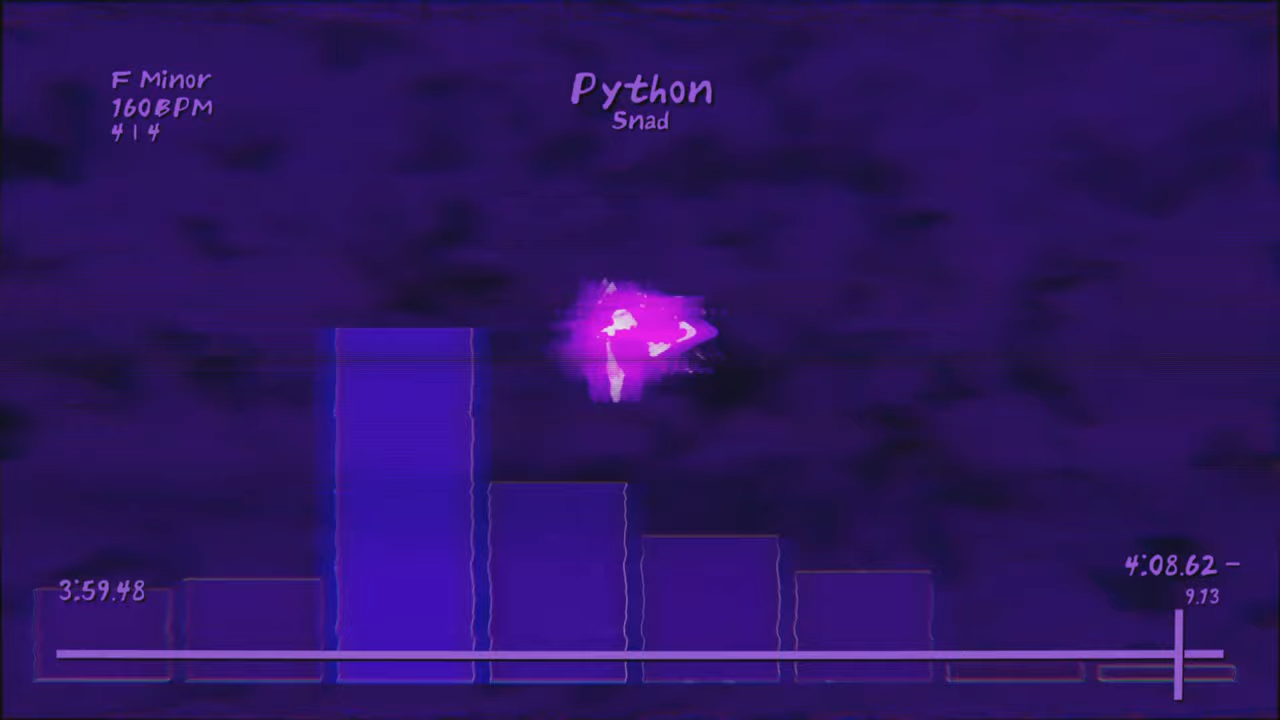 F Minor
160BPM
4 | 4
Python
Snad
3:59.48
4:08.62 –
9.13